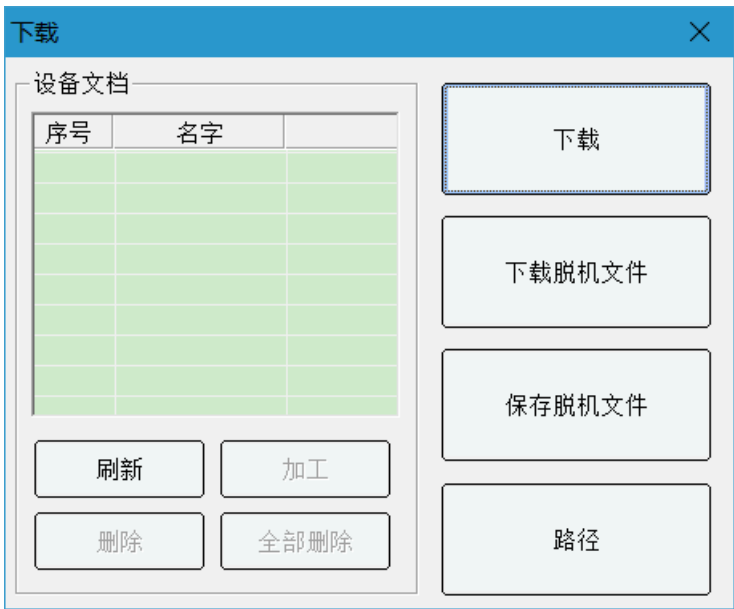 下载
设备文档
序号 名字
刷新 加工
删除 全部删除
下载
下载脱机文件
保存脱机文件
路径